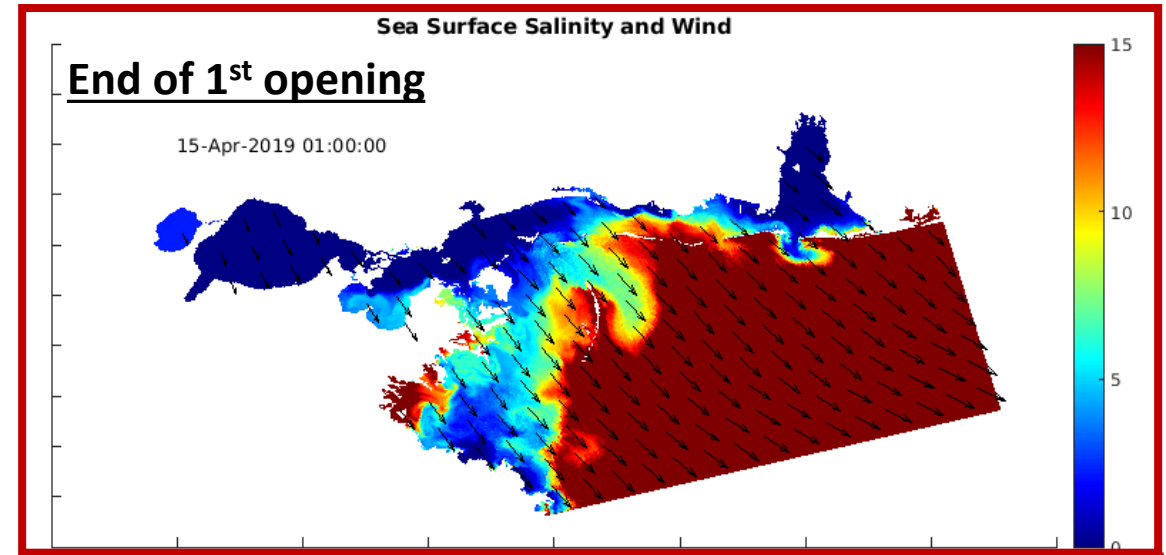 Sea Surface Salinity and Wind
End of 1st opening
15-Apr-2019 01:00:00
15
10
5
0